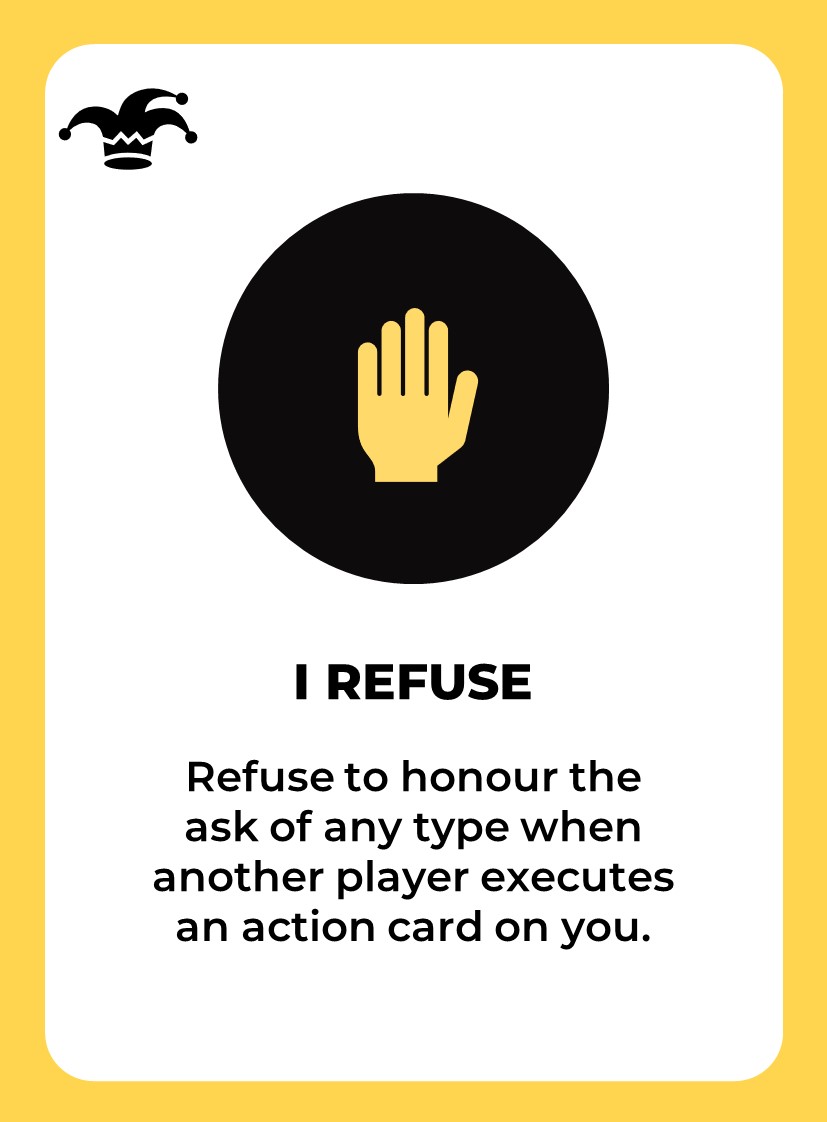 I REFUSE
Refuse to honour the
ask of any type when
another player executes
an action card on you.